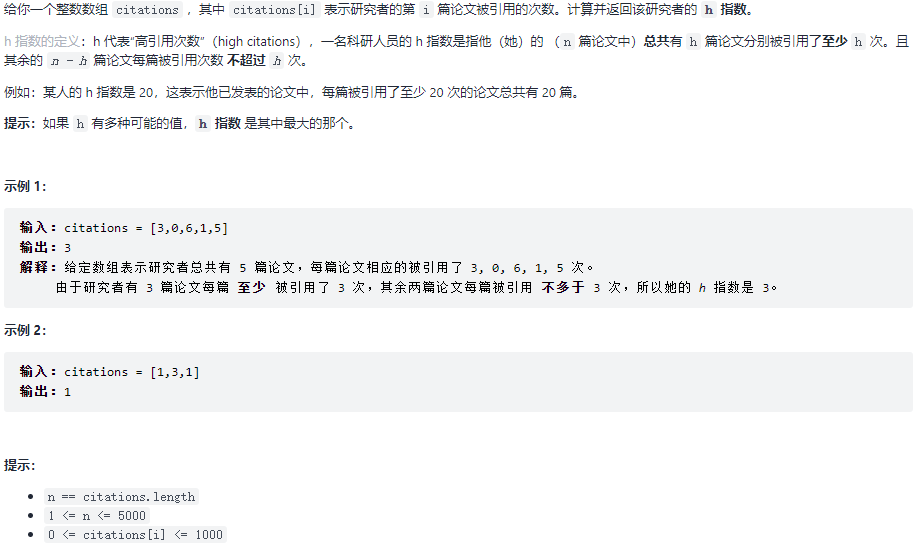 给你一个整数数组 citations ，其中 citations[i] 表示研究者的第 i 篇论文被引用的次数。计算并返回该研究者的 h 指数。
h 指数的定义：h 代表“高引用次数”（high citations），一名科研人员的 h 指数是指他（她）的 （n 篇论文中）总共有 h 篇论文分别被引用了至少 h 次。且
其余的 n - h 篇论文每篇被引用次数 不超过 h 次。
例如：某人的 h 指数是 20，这表示他已发表的论文中，每篇被引用了至少 20 次的论文总共有 20 篇。
提示：如果 h 有多种可能的值，h 指数 是其中最大的那个。
示例 1：
输入：citations = [3,0,6,1,5]
输出：3
解释：给定数组表示研究者总共有 5 篇论文，每篇论文相应的被引用了 3, 0, 6, 1, 5 次。
由于研究者有 3 篇论文每篇 至少 被引用了 3 次，其余两篇论文每篇被引用 不多于 3 次，所以她的 h 指数是 3。
示例 2：
输入：citations = [1,3,1]
输出：1
提示：
n == citations.length
1 <= n <= 5000
0 <= citations[i] <= 1000